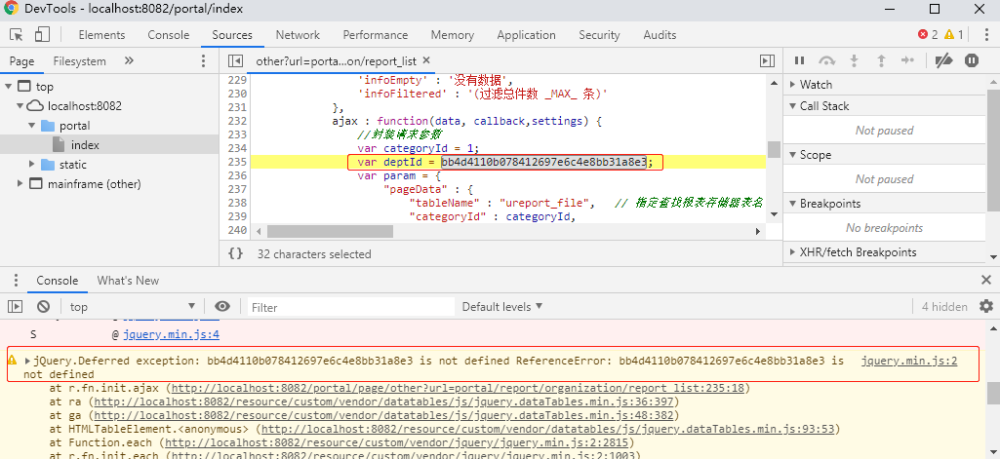 DevTools - localhost:8082/portal/index
Elements Console Sources Network Performance Memory Application Security Audits 2 1
Page Filesystem
other?url=porta...on/report_list
top
localhost:8082
portal
index
static
mainframe (other)
229 'infoEmpty' : '没有数据',
230 'infoFiltered' : '(过滤总件数 _MAX_ 条)'
231 },
232 ajax : function(data, callback,settings) {
233 //封装请求参数
234 var categoryId = 1;
235 var deptId = bb4d4110b078412697e6c4e8bb31a8e3;
236 var param = {
237 "pageData" : {
238 "tableName" : "ureport_file", // 指定查找报表存储器表名
239 "categoryId" : categoryId,
240
{} 32 characters selected
Watch
Call Stack
Not paused
Scope
Not paused
Breakpoints
No breakpoints
XHR/fetch Breakpoints
Console What's New
top Filter Default levels 4 hidden
S @ jquery.min.js:4
jQuery.Deferred exception: bb4d4110b078412697e6c4e8bb31a8e3 is not defined ReferenceError: bb4d4110b078412697e6c4e8bb31a8e3 is jquery.min.js:2
not defined
at r.fn.init.ajax (http://localhost:8082/portal/page/other?url=portal/report/organization/report_list:235:18)
at ra (http://localhost:8082/resource/custom/vendor/datatables/js/jquery.dataTables.min.js:36:397)
at ga (http://localhost:8082/resource/custom/vendor/datatables/js/jquery.dataTables.min.js:48:382)
at HTMLTableElement.<anonymous> (http://localhost:8082/resource/custom/vendor/datatables/js/jquery.dataTables.min.js:93:53)
at Function.each (http://localhost:8082/resource/custom/vendor/jquery/jquery.min.js:2:2815)
at r.fn.init.each (http://localhost:8082/resource/custom/vendor/jquery/jquery.min.js:2:1003)